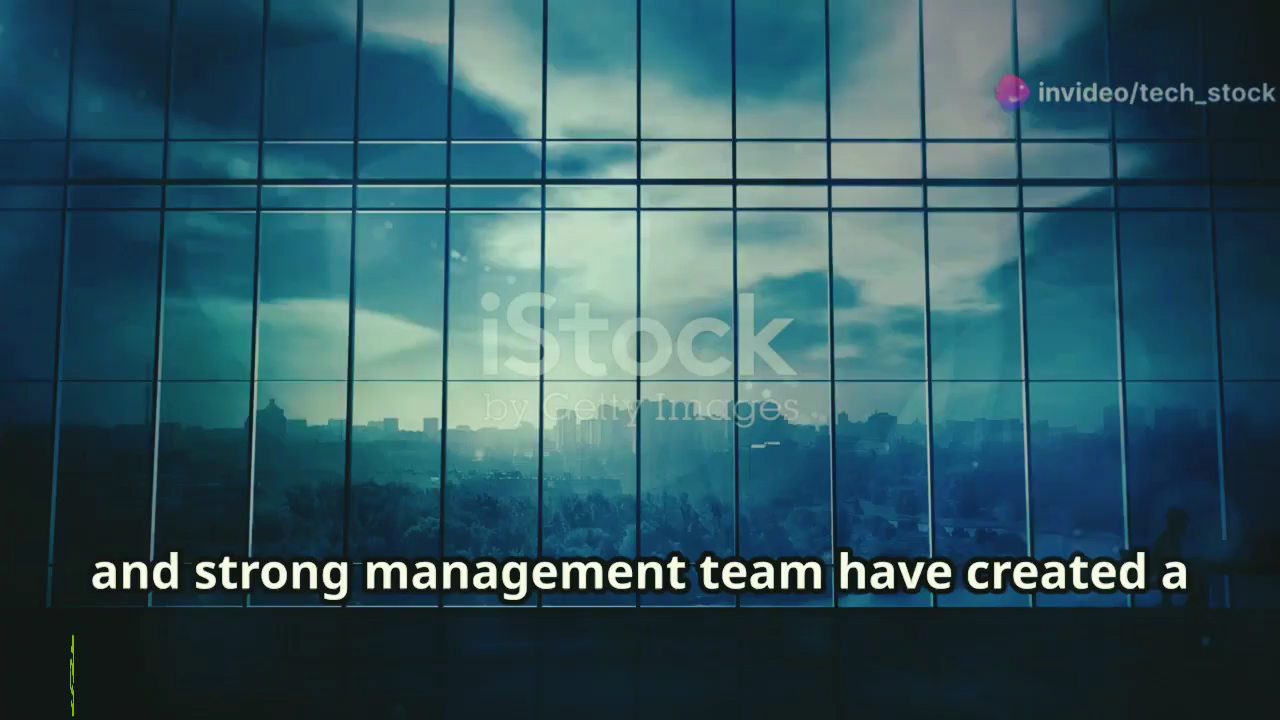 invideo/tech_stock
iStock
by Getty Images
and strong management team have created a